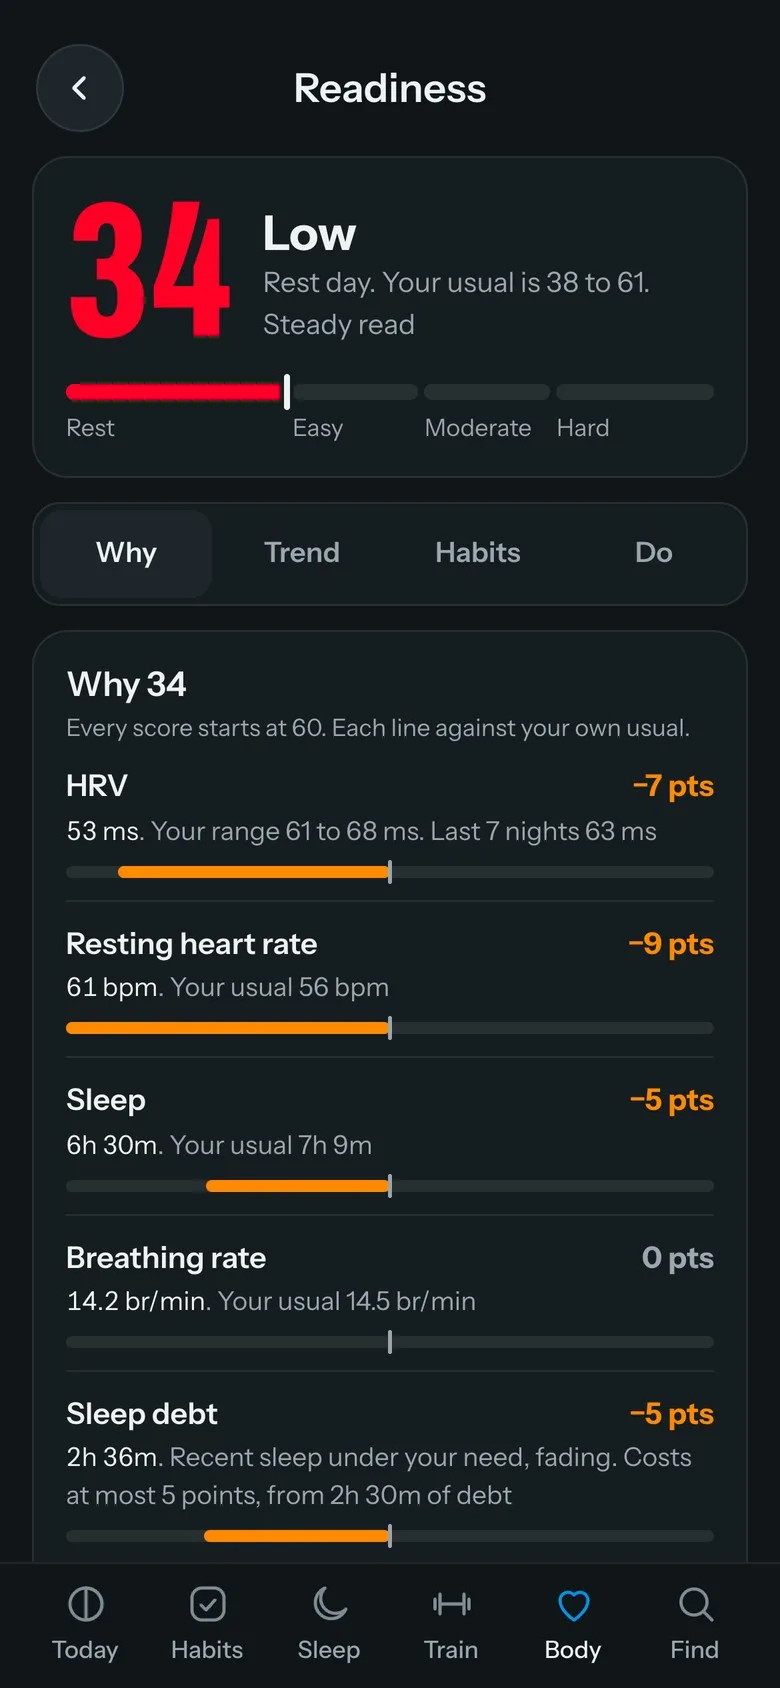 Readiness
34
Low
Rest day. Your usual is 38 to 61.
Steady read
Rest Easy Moderate Hard
Why Trend Habits Do
Why 34
Every score starts at 60. Each line against your own usual.
HRV −7 pts
53 ms. Your range 61 to 68 ms. Last 7 nights 63 ms
Resting heart rate −9 pts
61 bpm. Your usual 56 bpm
Sleep −5 pts
6h 30m. Your usual 7h 9m
Breathing rate 0 pts
14.2 br/min. Your usual 14.5 br/min
Sleep debt −5 pts
2h 36m. Recent sleep under your need, fading. Costs
at most 5 points, from 2h 30m of debt
Today Habits Sleep Train Body Find